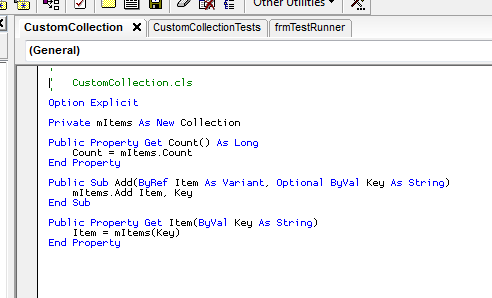 Other Utilities
CustomCollection
CustomCollectionTests
frmTestRunner
(General)
'
' CustomCollection.cls
'
Option Explicit
Private mItems As New Collection
Public Property Get Count() As Long
Count = mItems.Count
End Property
Public Sub Add(ByRef Item As Variant, Optional ByVal Key As String)
mItems.Add Item, Key
End Sub
Public Property Get Item(ByVal Key As String)
Item = mItems(Key)
End Property